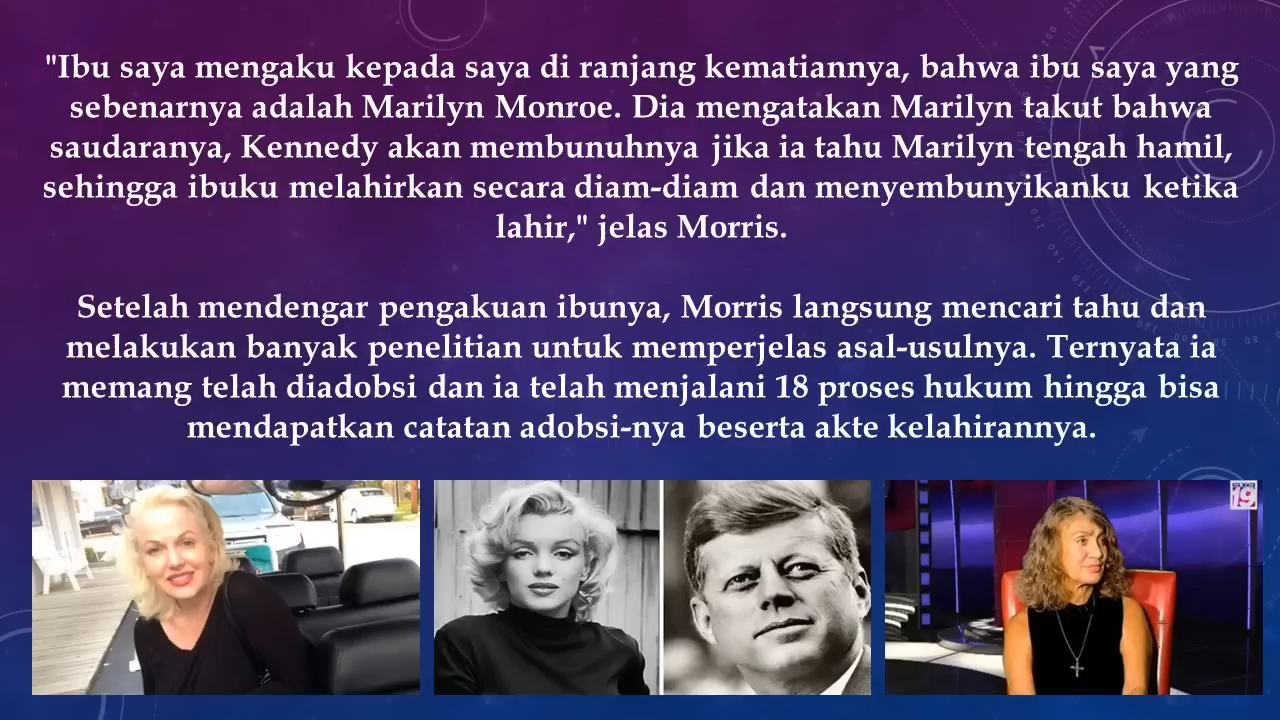 "Ibu saya mengaku kepada saya di ranjang kematiannya, bahwa ibu saya yang
sebenarnya adalah Marilyn Monroe. Dia mengatakan Marilyn takut bahwa
saudaranya, Kennedy akan membunuhnya jika ia tahu Marilyn tengah hamil,
sehingga ibuku melahirkan secara diam-diam dan menyembunyikanku ketika
lahir," jelas Morris.
Setelah mendengar pengakuan ibunya, Morris langsung mencari tahu dan
melakukan banyak penelitian untuk memperjelas asal-usulnya. Ternyata ia
memang telah diadobsi dan ia telah menjalani 18 proses hukum hingga bisa
mendapatkan catatan adobsi-nya beserta akte kelahirannya.
19